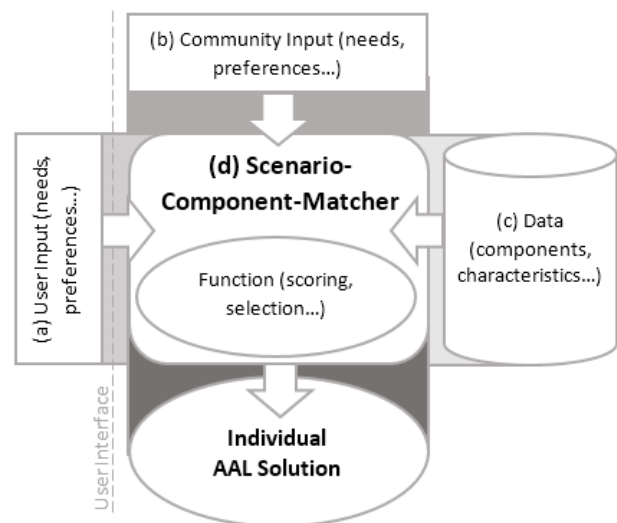 (b) Community Input (needs,
preferences...)
(d) Scenario-
Component-Matcher
(a) User Input (needs,
preferences...)
(c) Data
(components,
characteristics...)
Function (scoring,
selection...)
User Interface
Individual
AAL Solution